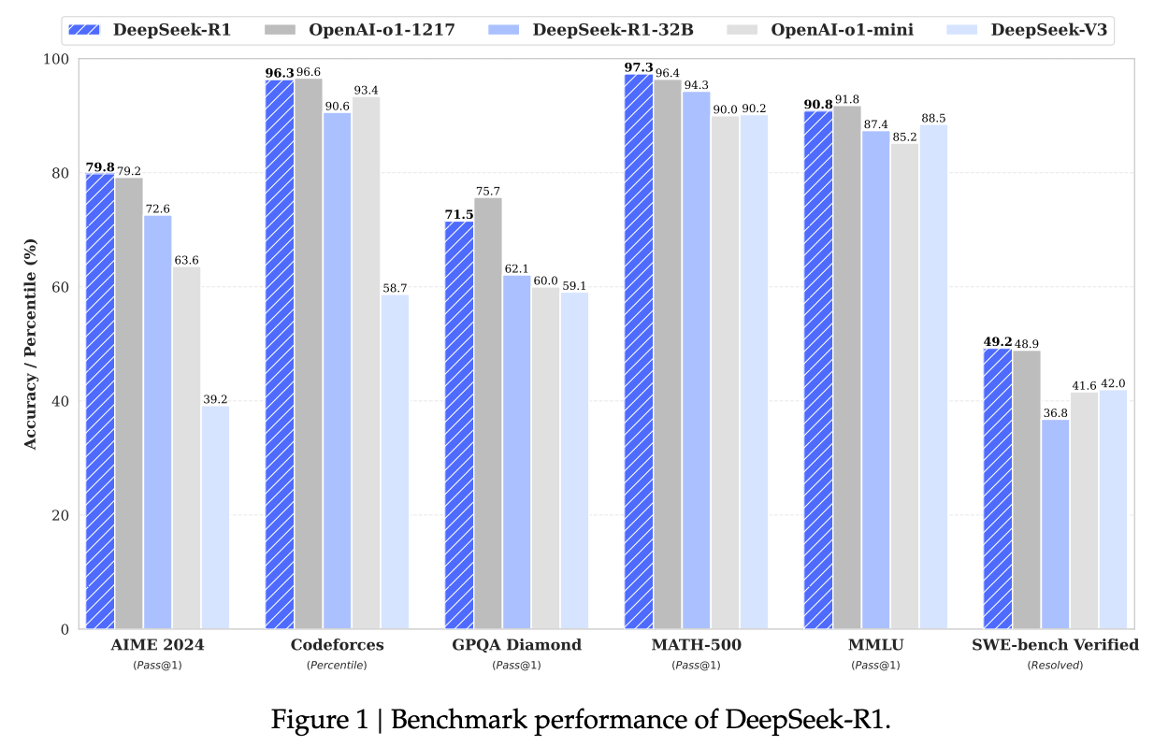 DeepSeek-R1 OpenAI-o1-1217 DeepSeek-R1-32B OpenAI-o1-mini DeepSeek-V3
Accuracy / Percentile (%)
100
80
60
40
20
0
79.8 79.2 72.6 63.6 39.2
96.3 96.6 90.6 93.4 58.7
71.5 75.7 62.1 60.0 59.1
97.3 96.4 94.3 90.0 90.2
90.8 91.8 87.4 85.2 88.5
49.2 48.9 36.8 41.6 42.0
AIME 2024 Codeforces GPQA Diamond MATH-500 MMLU SWE-bench Verified
(Pass@1) (Percentile) (Pass@1) (Pass@1) (Pass@1) (Resolved)
Figure 1 | Benchmark performance of DeepSeek-R1.